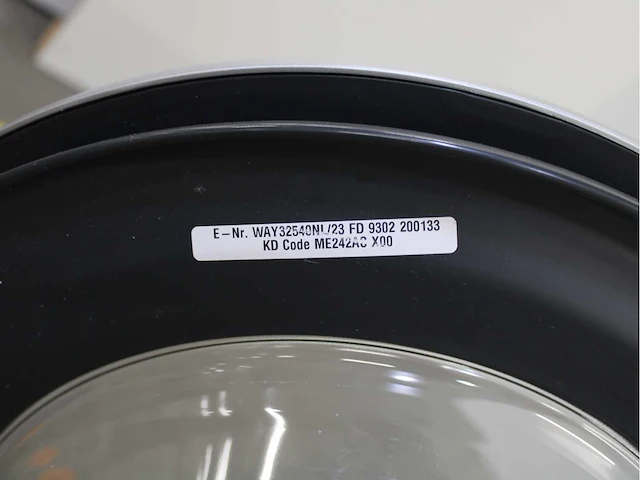 E-Nr. WAY32540NL/23 FD 9302 200133
KD Code ME242AC X00